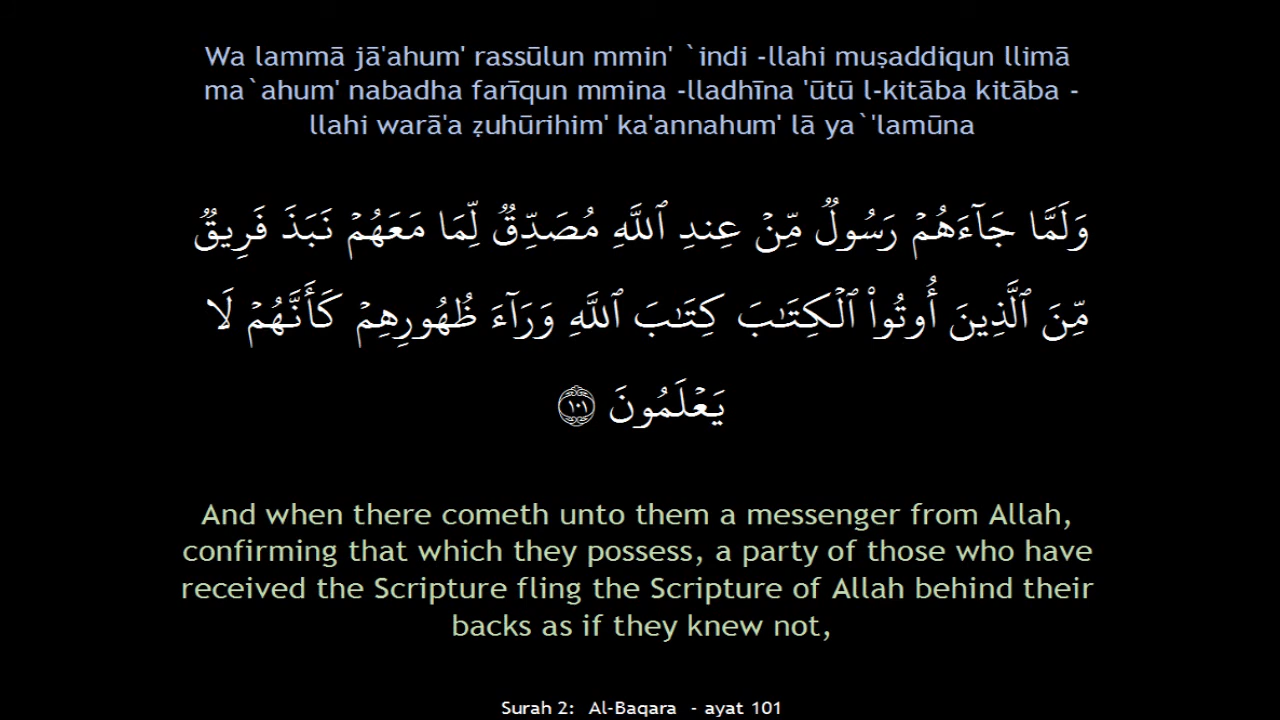 Wa lammā jā'ahum' rassūlun mmin' `indi -llahi muṣaddiqun llimā
ma`ahum' nabadha farīqun mmina -lladhīna 'ūtū l-kitāba kitāba -
llahi warā'a ẓuhūrihim' ka'annahum' lā ya`'lamūna
وَلَمَّا جَآءَهُمۡ رَسُولٌ مِّنۡ عِندِ ٱللَّهِ مُصَدِّقٌ لِّمَا مَعَهُمۡ نَبَذَ فَرِيقٌ
مِّنَ ٱلَّذِينَ أُوتُواْ ٱلۡكِتَـٰبَ كِتَـٰبَ ٱللَّهِ وَرَآءَ ظُهُورِهِمۡ كَأَنَّهُمۡ لَا
يَعۡلَمُونَ ١٠١
And when there cometh unto them a messenger from Allah,
confirming that which they possess, a party of those who have
received the Scripture fling the Scripture of Allah behind their
backs as if they knew not,
Surah 2: Al-Baqara - ayat 101